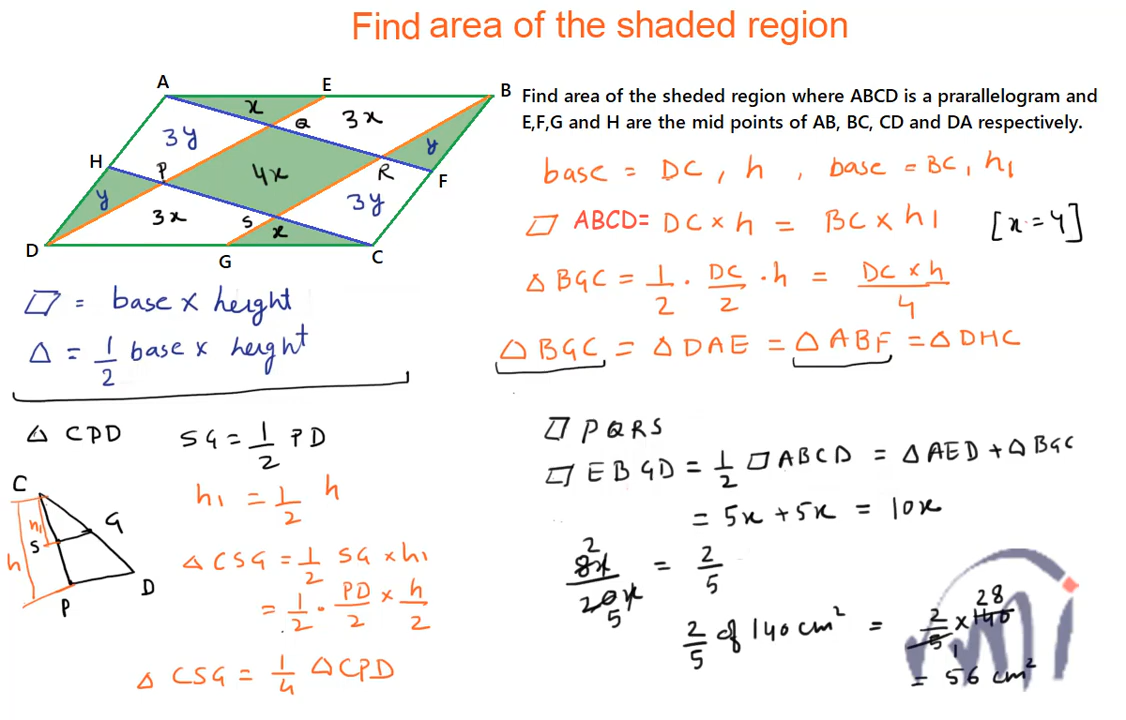 Find area of the shaded region
A E B
Find area of the sheded region where ABCD is a prarallelogram and
E,F,G and H are the mid points of AB, BC, CD and DA respectively.
x
Q 3x
3y
H P 4x R y F
y
3x S x 3y
D G C
base = DC, h , base = BC, h1
▱ ABCD= DC × h = BC × h1 [x = y]
△ BGC = 1/2 · DC/2 · h = DC × h/4
△ BGC = △ DAE = △ ABF = △ DHC
▱ = base × height
△ = 1/2 base × height
△ CPD SG = 1/2 PD
h1 = 1/2 h
C
h1 G
S
h
D
P
△ CSG = 1/2 SG × h1
= 1/2 · PD/2 × h/2
△ CSG = 1/4 △ CPD
▱ PQRS
▱ EBGD = 1/2 ▱ ABCD = △ AED + △ BGC
= 5x + 5x = 10x
2
8x/20x = 2/5
5
28
2/5 of 140 cm² = 2/5 × 140
1
= 56 cm²